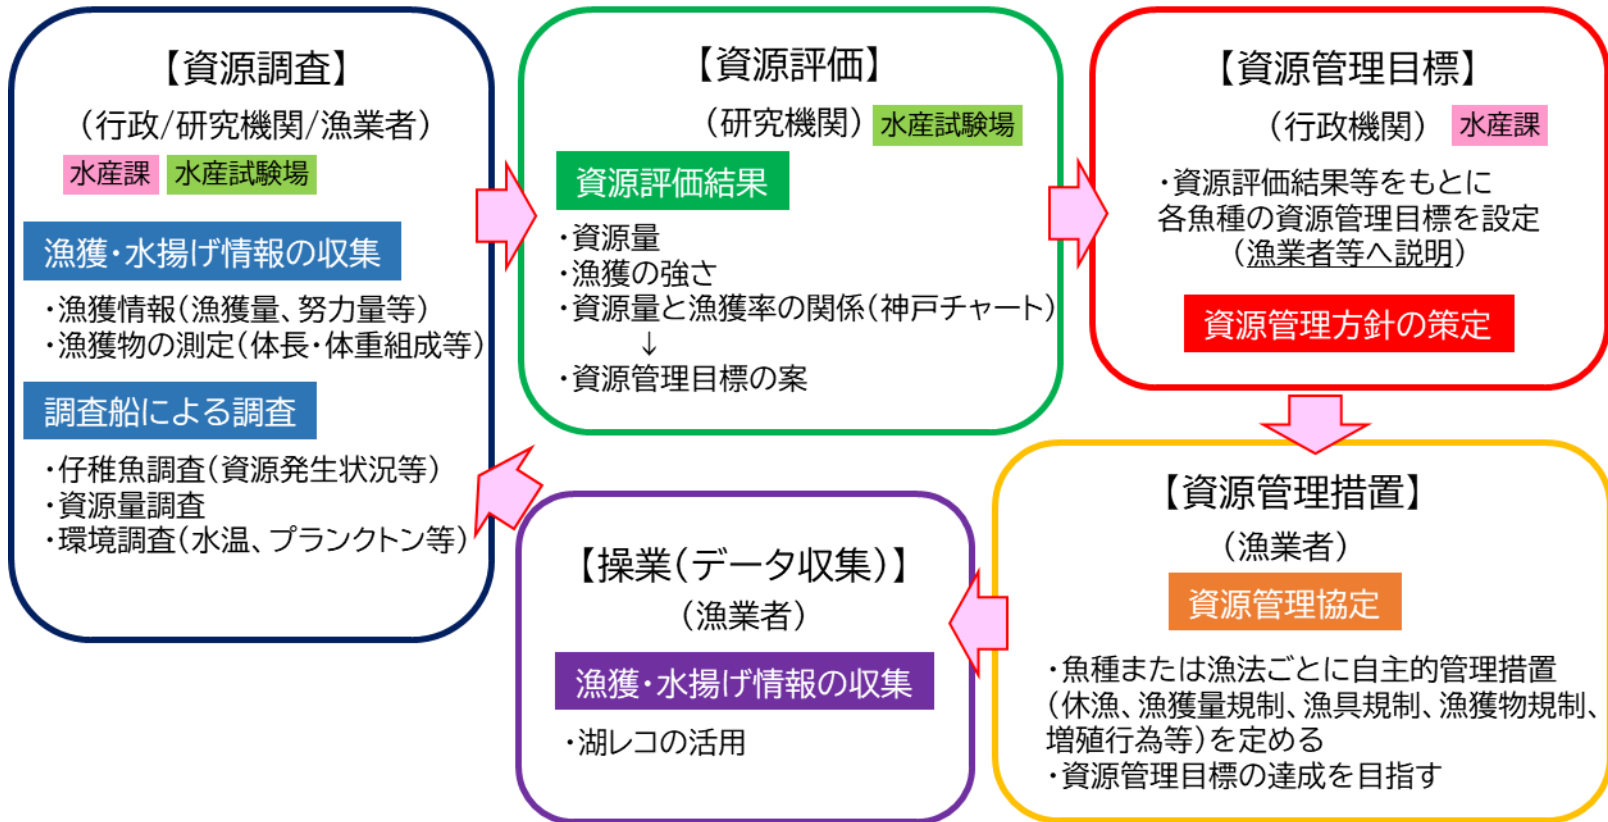 【資源調査】
（行政/研究機関/漁業者）
水産課 水産試験場
漁獲・水揚げ情報の収集
・漁獲情報（漁獲量、努力量等）
・漁獲物の測定（体長・体重組成等）
調査船による調査
・仔稚魚調査（資源発生状況等）
・資源量調査
・環境調査（水温、プランクトン等）
【資源評価】
（研究機関） 水産試験場
資源評価結果
・資源量
・漁獲の強さ
・資源量と漁獲率の関係（神戸チャート）
↓
・資源管理目標の案
【資源管理目標】
（行政機関） 水産課
・資源評価結果等をもとに
各魚種の資源管理目標を設定
（漁業者等へ説明）
資源管理方針の策定
【資源管理措置】
（漁業者）
資源管理協定
・魚種または漁法ごとに自主的管理措置
（休漁、漁獲量規制、漁具規制、漁獲物規制、
増殖行為等）を定める
・資源管理目標の達成を目指す
【操業（データ収集）】
（漁業者）
漁獲・水揚げ情報の収集
・湖レコの活用